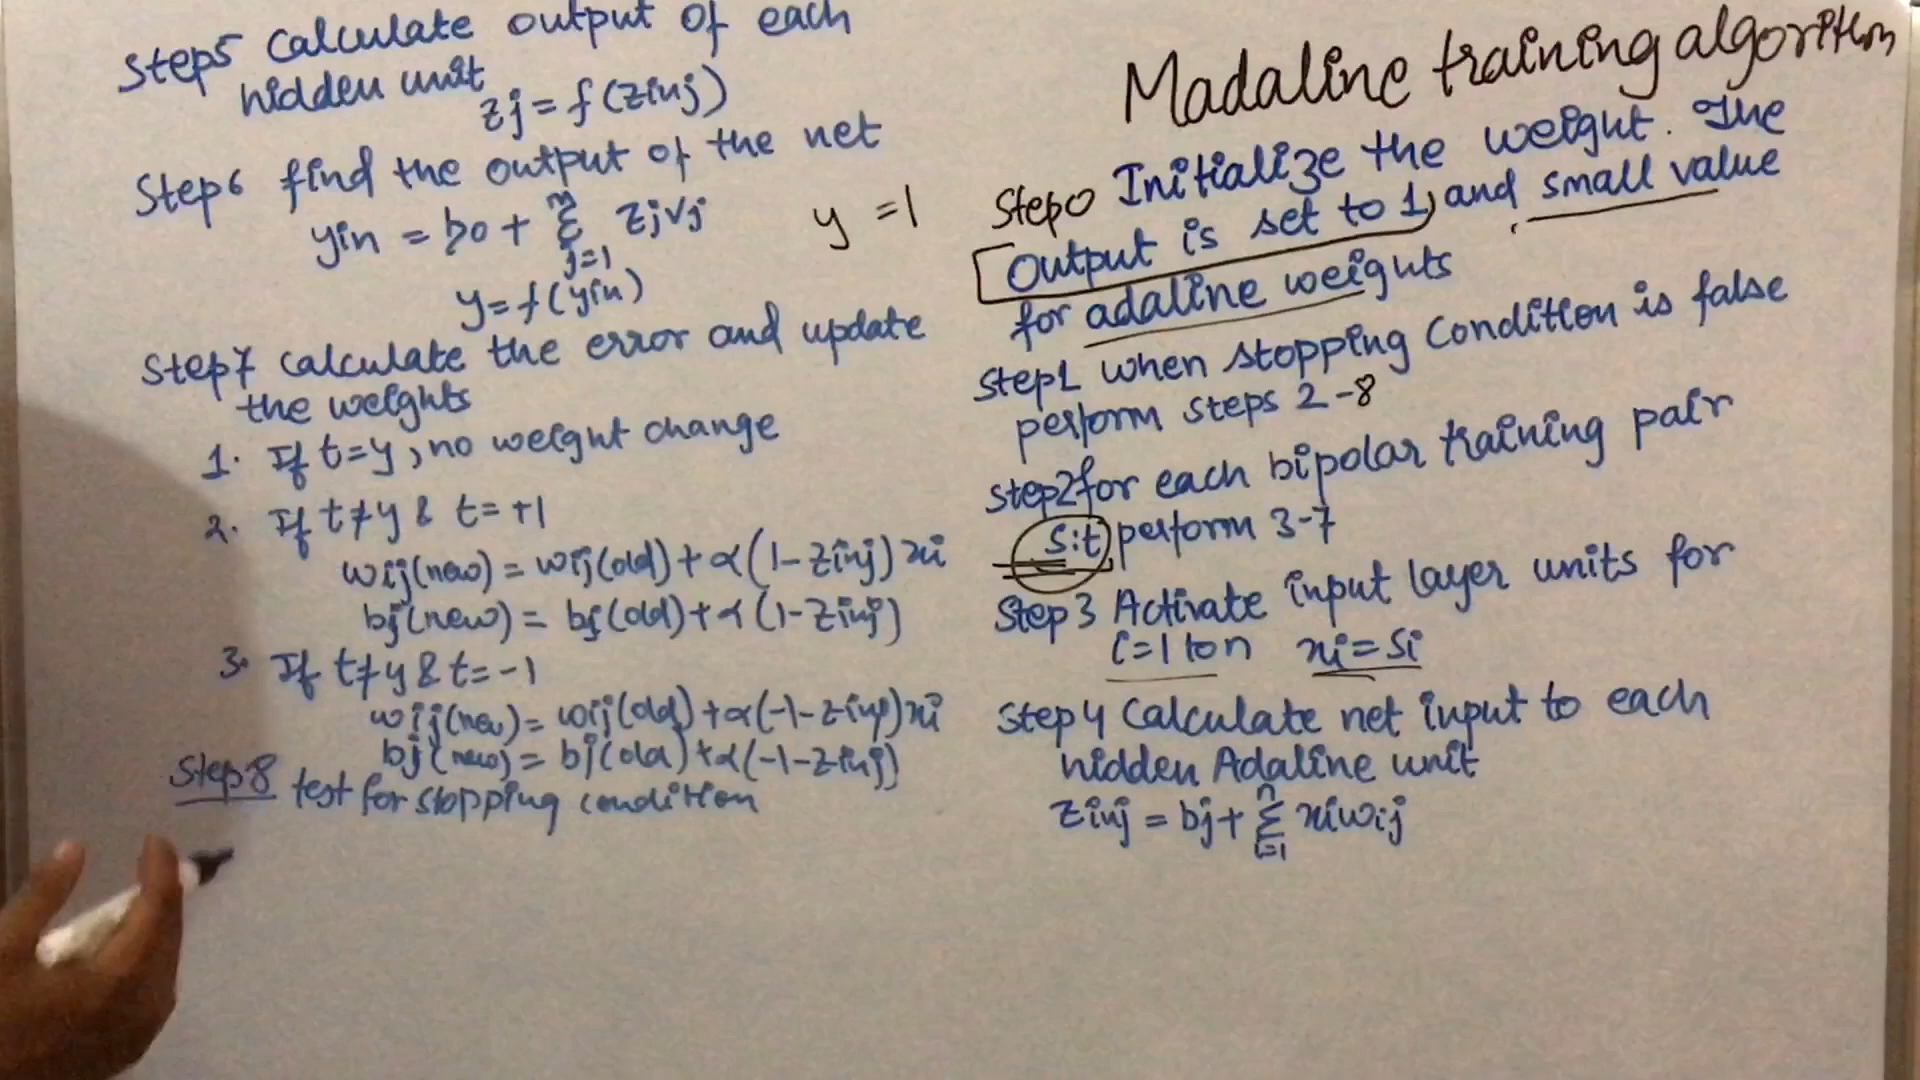 Madaline training algorithm
Step0 Initialize the weight. The
Output is set to 1, and small value
for adaline weights
Step1 when stopping condition is false
perform steps 2-8
Step2 for each bipolar training pair
s:t perform 3-7
Step 3 Activate input layer units for
i=1 to n xi=si
Step 4 Calculate net input to each
hidden Adaline unit
zinj = bj + n∑i=1 xiwij
Step5 Calculate output of each
hidden unit
zj = f(zinj)
Step6 find the output of the net
yin = bo + m∑j=1 zjvj
y=f(yin)
y =1
Step7 calculate the error and update
the weights
1. If t=y, no weight change
2. If t≠y & t=+1
wij(new) = wij(old) + α(1-zinj)xi
bj(new) = bj(old) + α(1-zinj)
3. If t≠y & t=-1
wij(new) = wij(old) + α(-1-zinj)xi
bj(new) = bj(old) + α(-1-zinj)
Step8 test for stopping condition